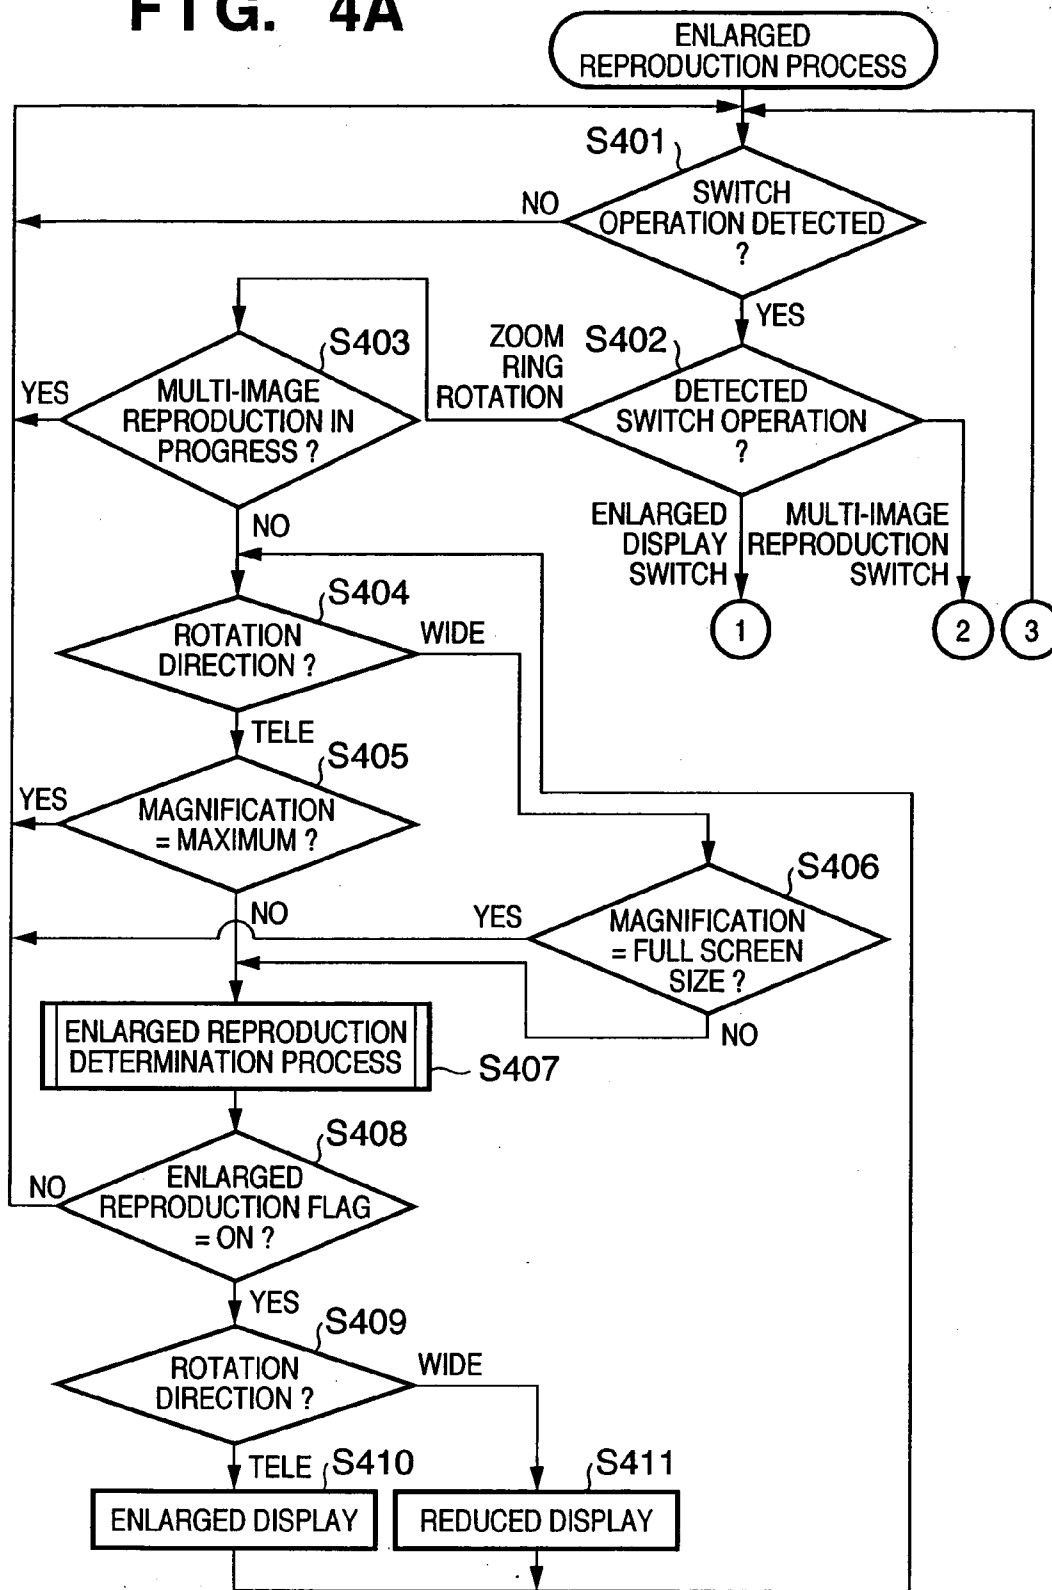 FIG. 4A
ENLARGED
REPRODUCTION PROCESS
S401
SWITCH
OPERATION DETECTED
?
NO
YES
S402
DETECTED
SWITCH OPERATION
?
ZOOM
RING
ROTATION
ENLARGED
DISPLAY
SWITCH
MULTI-IMAGE
REPRODUCTION
SWITCH
1
2
3
S403
MULTI-IMAGE
REPRODUCTION IN
PROGRESS ?
YES
NO
S404
ROTATION
DIRECTION ?
WIDE
TELE
S405
MAGNIFICATION
= MAXIMUM ?
YES
NO
S406
MAGNIFICATION
= FULL SCREEN
SIZE ?
YES
NO
ENLARGED REPRODUCTION
DETERMINATION PROCESS
S407
S408
ENLARGED
REPRODUCTION FLAG
= ON ?
NO
YES
S409
ROTATION
DIRECTION ?
WIDE
TELE
S410
ENLARGED DISPLAY
S411
REDUCED DISPLAY